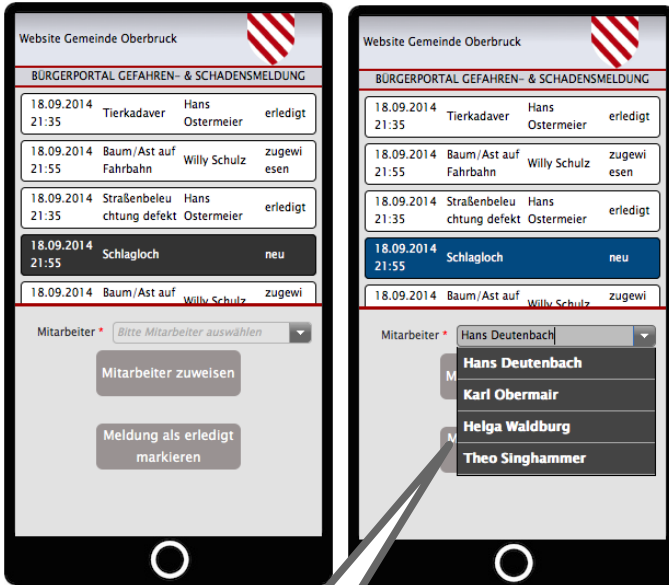 Website Gemeinde Oberbruck
BÜRGERPORTAL GEFAHREN- & SCHADENSMELDUNG
18.09.2014 21:35 Tierkadaver Hans Ostermeier erledigt
18.09.2014 21:55 Baum/Ast auf Fahrbahn Willy Schulz zugewi esen
18.09.2014 21:35 Straßenbeleu chtung defekt Hans Ostermeier erledigt
18.09.2014 21:55 Schlagloch neu
18.09.2014 Baum/Ast auf Willy Schulz zugewi
Mitarbeiter * Bitte Mitarbeiter auswählen
Mitarbeiter zuweisen
Meldung als erledigt
markieren
Website Gemeinde Oberbruck
BÜRGERPORTAL GEFAHREN- & SCHADENSMELDUNG
18.09.2014 21:35 Tierkadaver Hans Ostermeier erledigt
18.09.2014 21:55 Baum/Ast auf Fahrbahn Willy Schulz zugewi esen
18.09.2014 21:35 Straßenbeleu chtung defekt Hans Ostermeier erledigt
18.09.2014 21:55 Schlagloch neu
18.09.2014 Baum/Ast auf Willy Schulz zugewi
Mitarbeiter * Hans Deutenbach
Hans Deutenbach
Karl Obermair
Helga Waldburg
Theo Singhammer